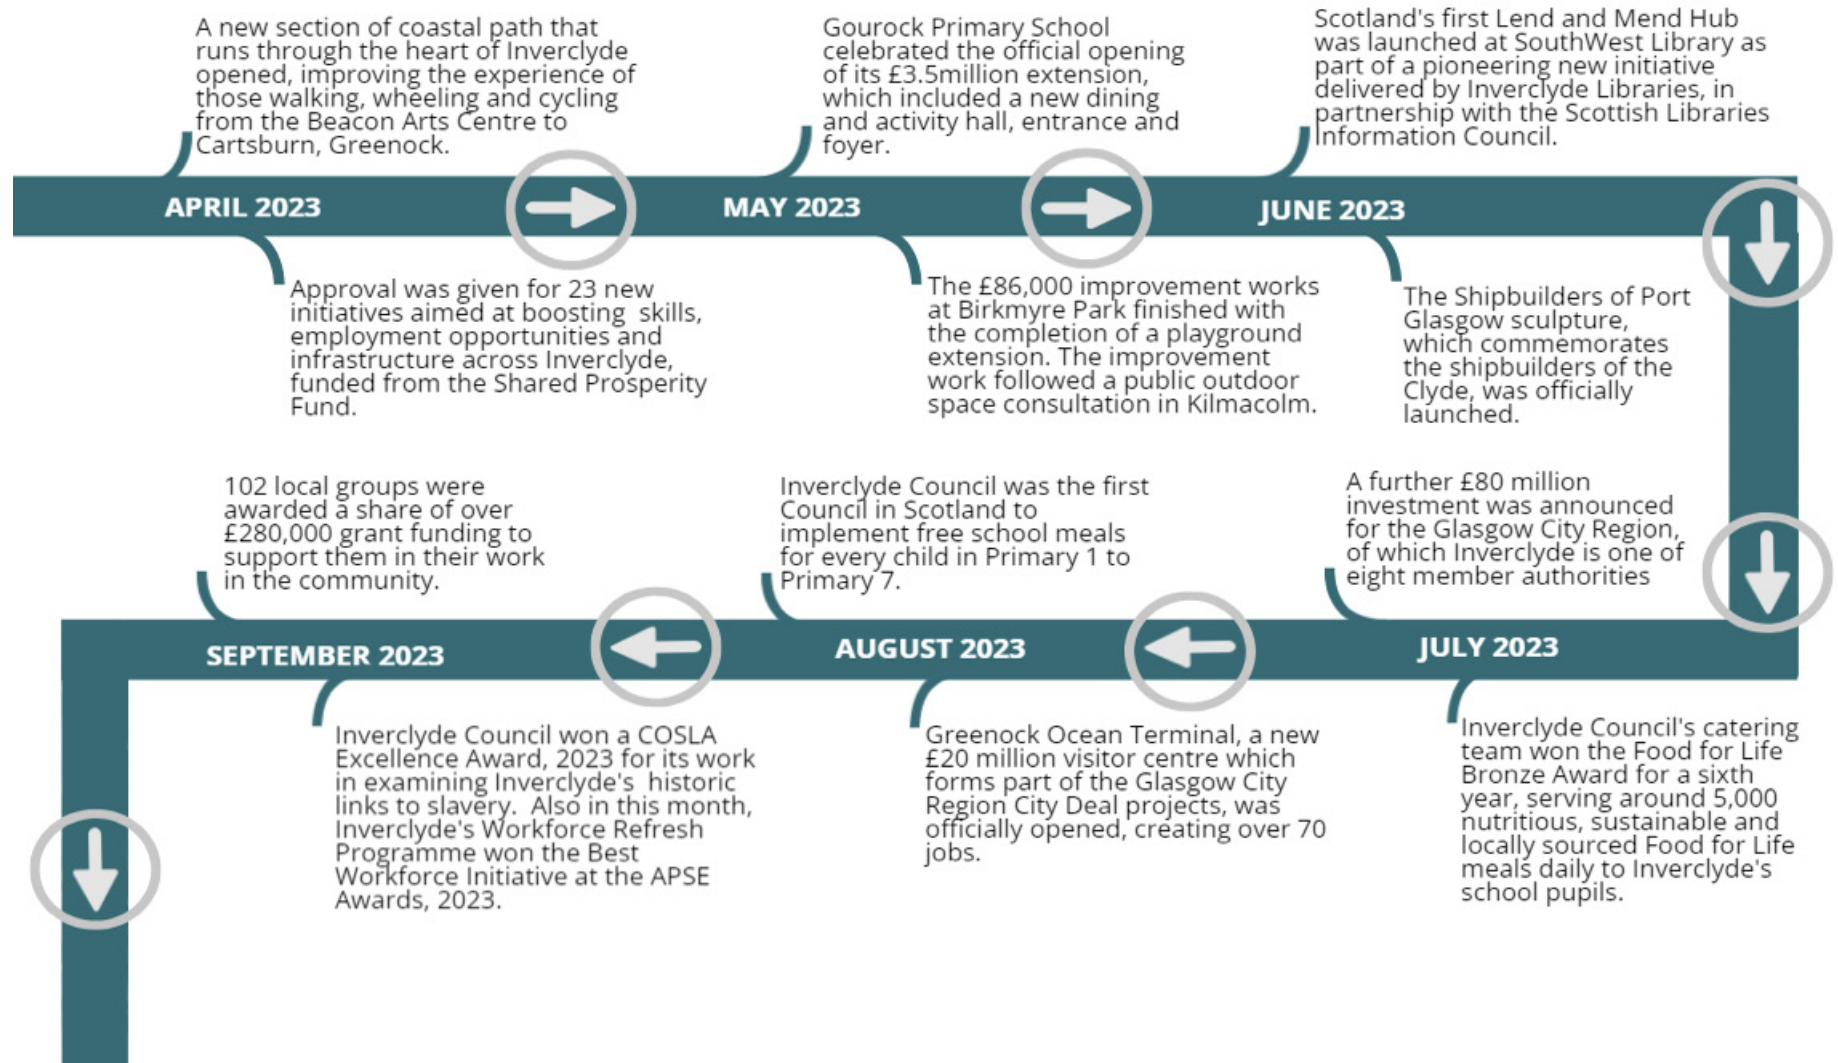 A new section of coastal path that
runs through the heart of Inverclyde
opened, improving the experience of
those walking, wheeling and cycling
from the Beacon Arts Centre to
Cartsburn, Greenock.
APRIL 2023
Approval was given for 23 new
initiatives aimed at boosting skills,
employment opportunities and
infrastructure across Inverclyde,
funded from the Shared Prosperity
Fund.
Gourock Primary School
celebrated the official opening
of its £3.5million extension,
which included a new dining
and activity hall, entrance and
foyer.
MAY 2023
The £86,000 improvement works
at Birkmyre Park finished with
the completion of a playground
extension. The improvement
work followed a public outdoor
space consultation in Kilmacolm.
Scotland's first Lend and Mend Hub
was launched at SouthWest Library as
part of a pioneering new initiative
delivered by Inverclyde Libraries, in
partnership with the Scottish Libraries
Information Council.
JUNE 2023
The Shipbuilders of Port
Glasgow sculpture,
which commemorates
the shipbuilders of the
Clyde, was officially
launched.
A further £80 million
investment was announced
for the Glasgow City Region,
of which Inverclyde is one of
eight member authorities
JULY 2023
Inverclyde Council's catering
team won the Food for Life
Bronze Award for a sixth
year, serving around 5,000
nutritious, sustainable and
locally sourced Food for Life
meals daily to Inverclyde's
school pupils.
Inverclyde Council was the first
Council in Scotland to
implement free school meals
for every child in Primary 1 to
Primary 7.
AUGUST 2023
Greenock Ocean Terminal, a new
£20 million visitor centre which
forms part of the Glasgow City
Region City Deal projects, was
officially opened, creating over 70
jobs.
102 local groups were
awarded a share of over
£280,000 grant funding to
support them in their work
in the community.
SEPTEMBER 2023
Inverclyde Council won a COSLA
Excellence Award, 2023 for its work
in examining Inverclyde's historic
links to slavery. Also in this month,
Inverclyde's Workforce Refresh
Programme won the Best
Workforce Initiative at the APSE
Awards, 2023.